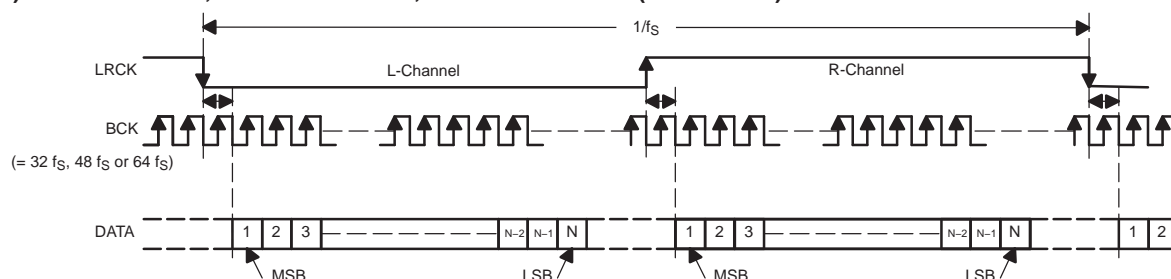 1/fS
LRCK
L-Channel
R-Channel
BCK
(= 32 fS, 48 fS or 64 fS)
DATA
1 2 3 N–2 N–1 N 1 2 3 N–2 N–1 N 1 2
MSB LSB MSB LSB